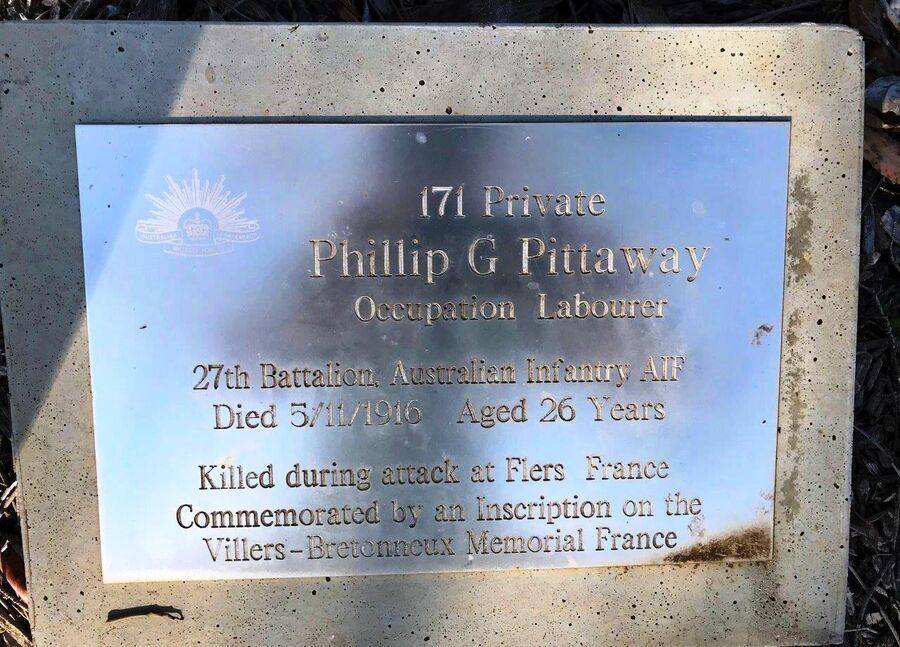 171 Private
Phillip G Pittaway
Occupation Labourer
27th Battalion, Australian Infantry AIF
Died 5/11/1916 Aged 26 Years
Killed during attack at Flers France
Commemorated by an Inscription on the
Villers-Bretonneux Memorial France